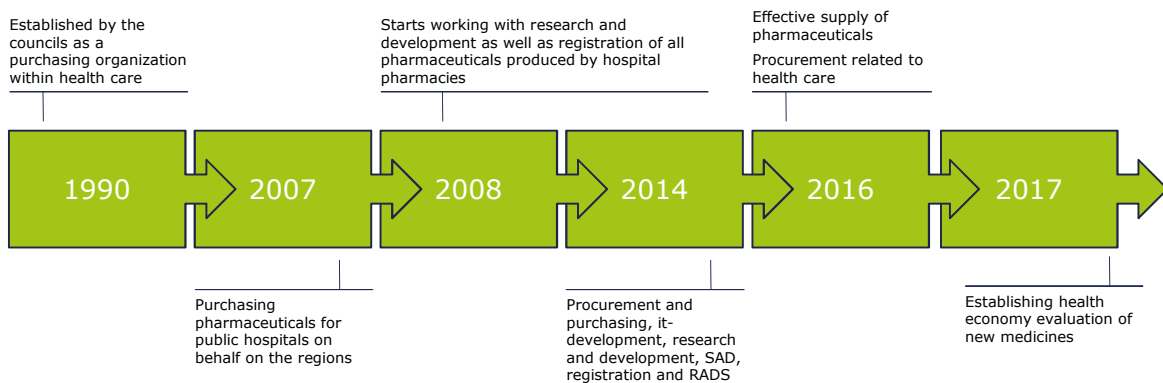 Established by the
councils as a
purchasing organization
within health care
Starts working with research and
development as well as registration of all
pharmaceuticals produced by hospital
pharmacies
Effective supply of
pharmaceuticals
Procurement related to
health care
1990
2007
2008
2014
2016
2017
Purchasing
pharmaceuticals for
public hospitals on
behalf on the regions
Procurement and
purchasing, it-
development, research
and development, SAD,
registration and RADS
Establishing health
economy evaluation of
new medicines